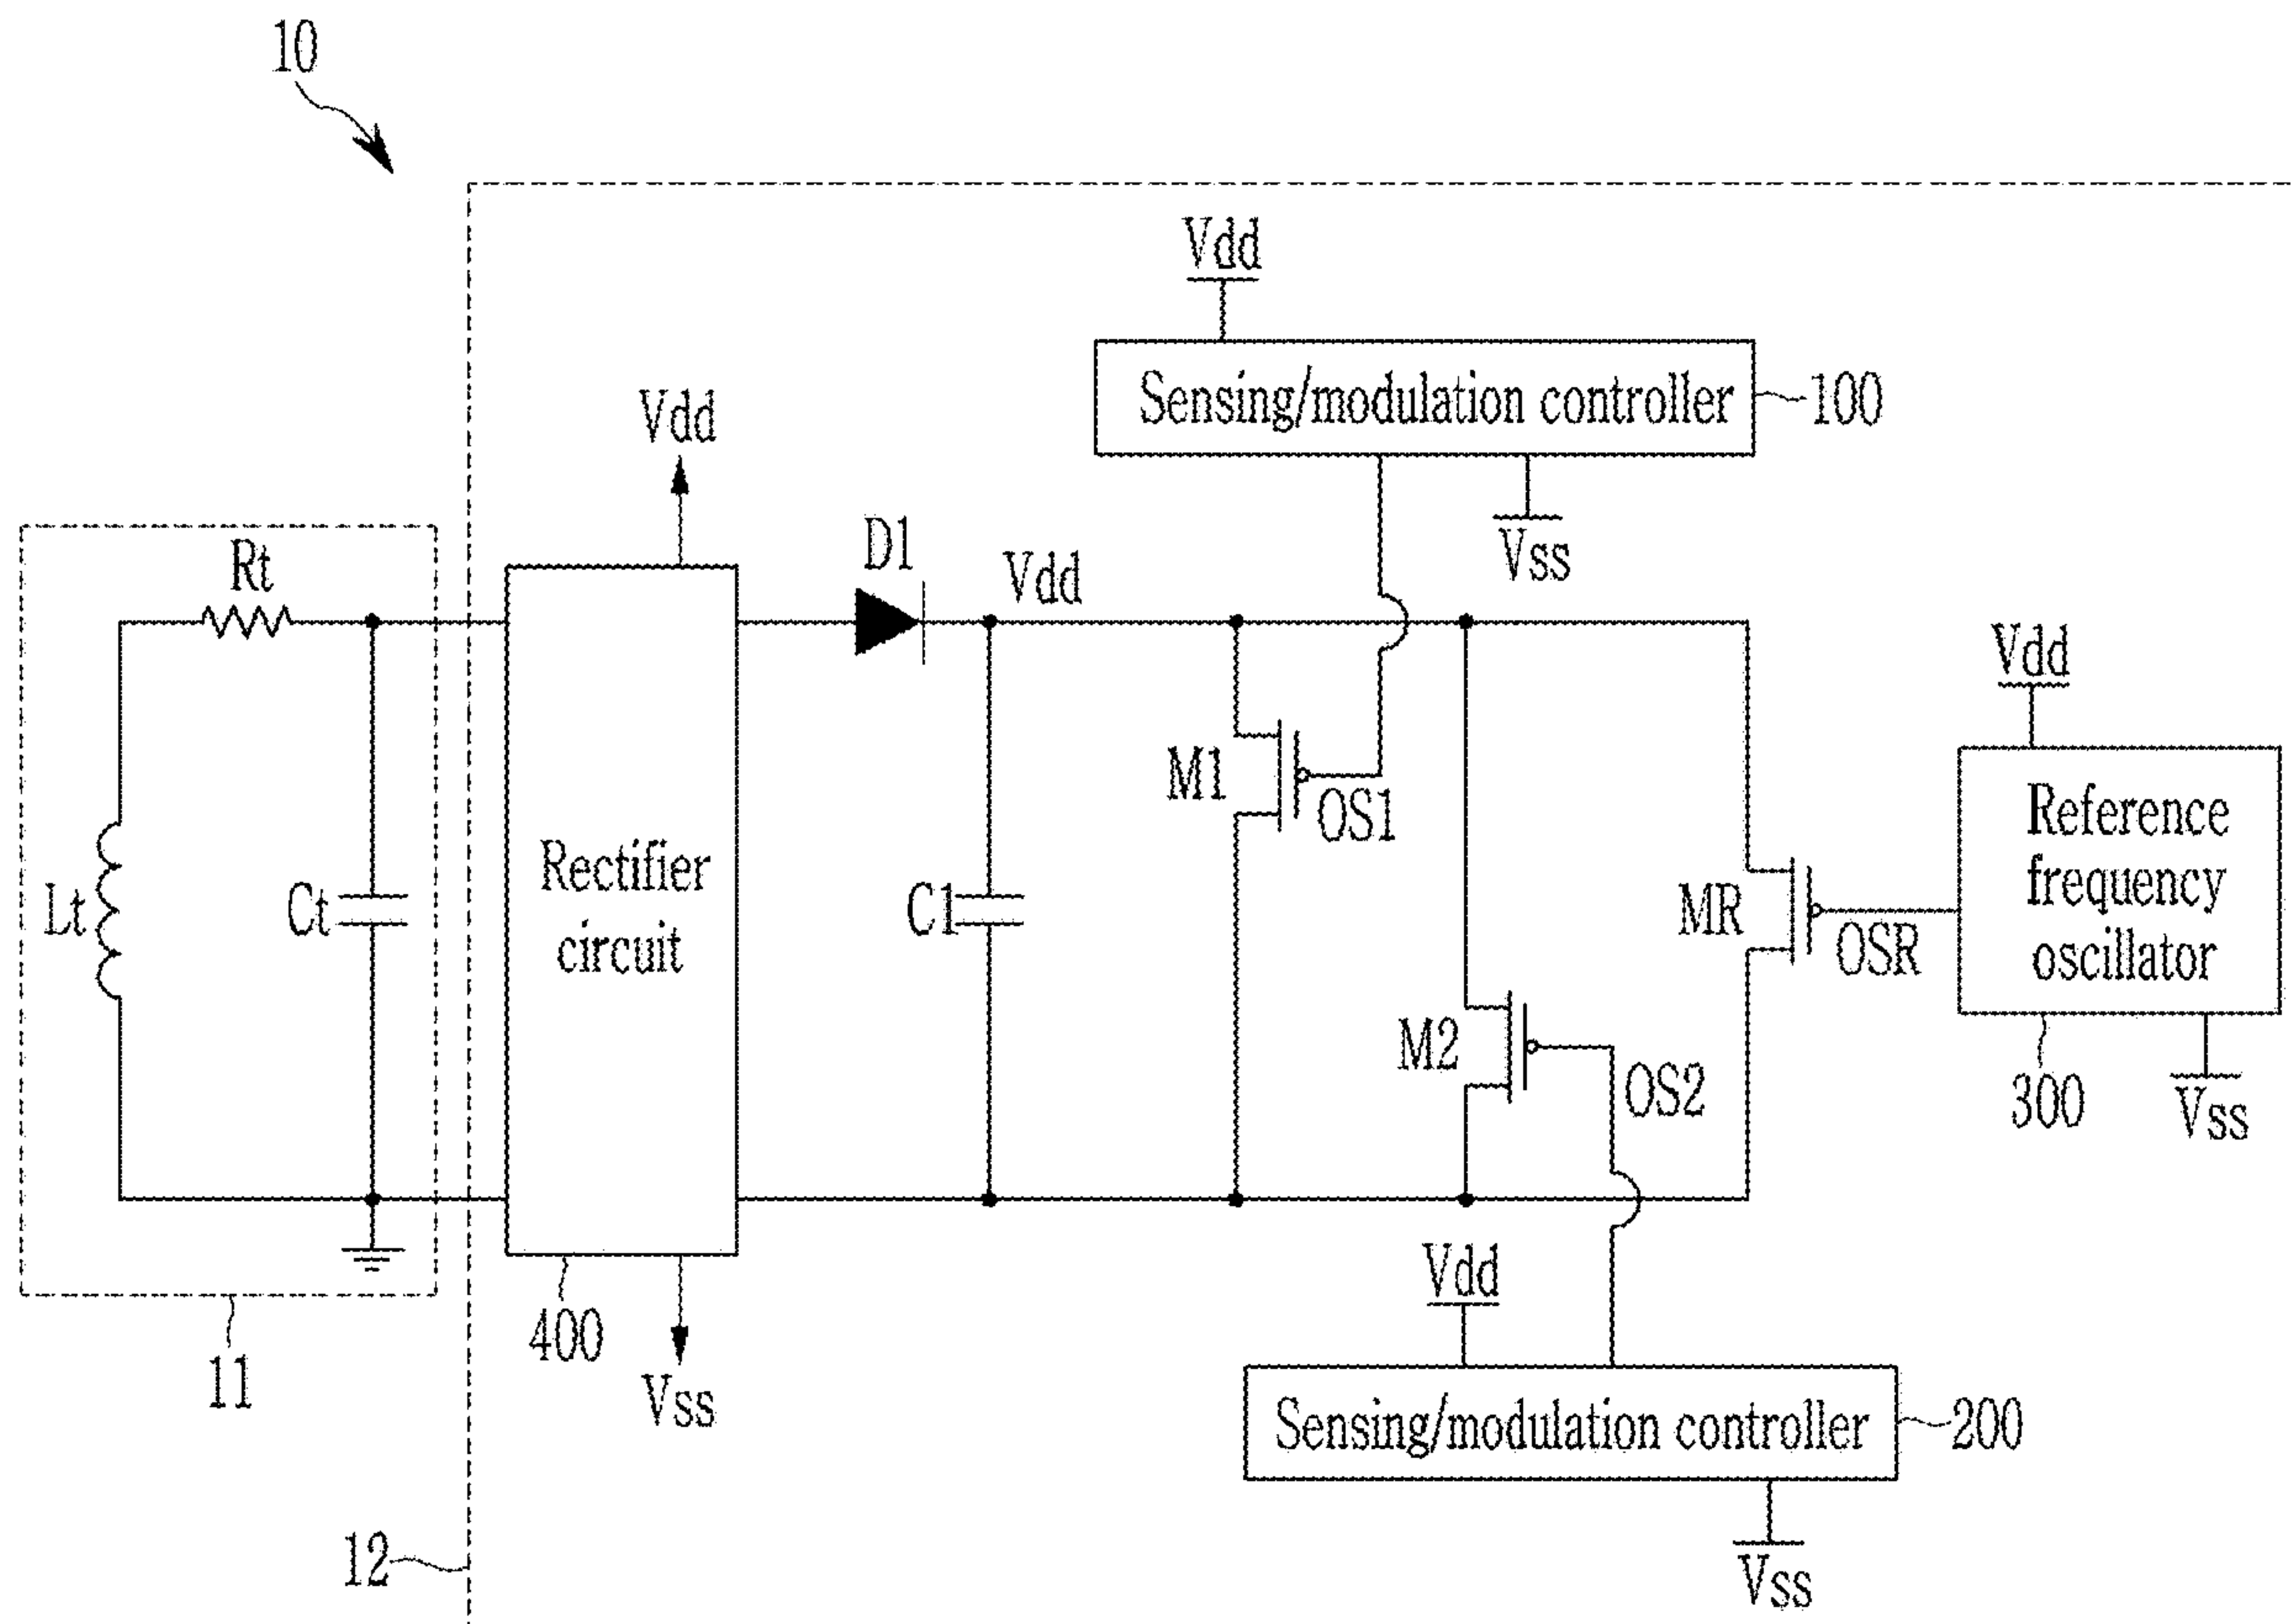 10
Vdd
Sensing/modulation controller
100
Vdd
Vss
D1
Vdd
Rt
Vdd
M1
OS1
Reference
frequency
oscillator
Rectifier
circuit
Lt
Ct
C1
MR
OSR
M2
OS2
300
Vss
Vdd
400
11
Vss
Sensing/modulation controller
200
12
Vss